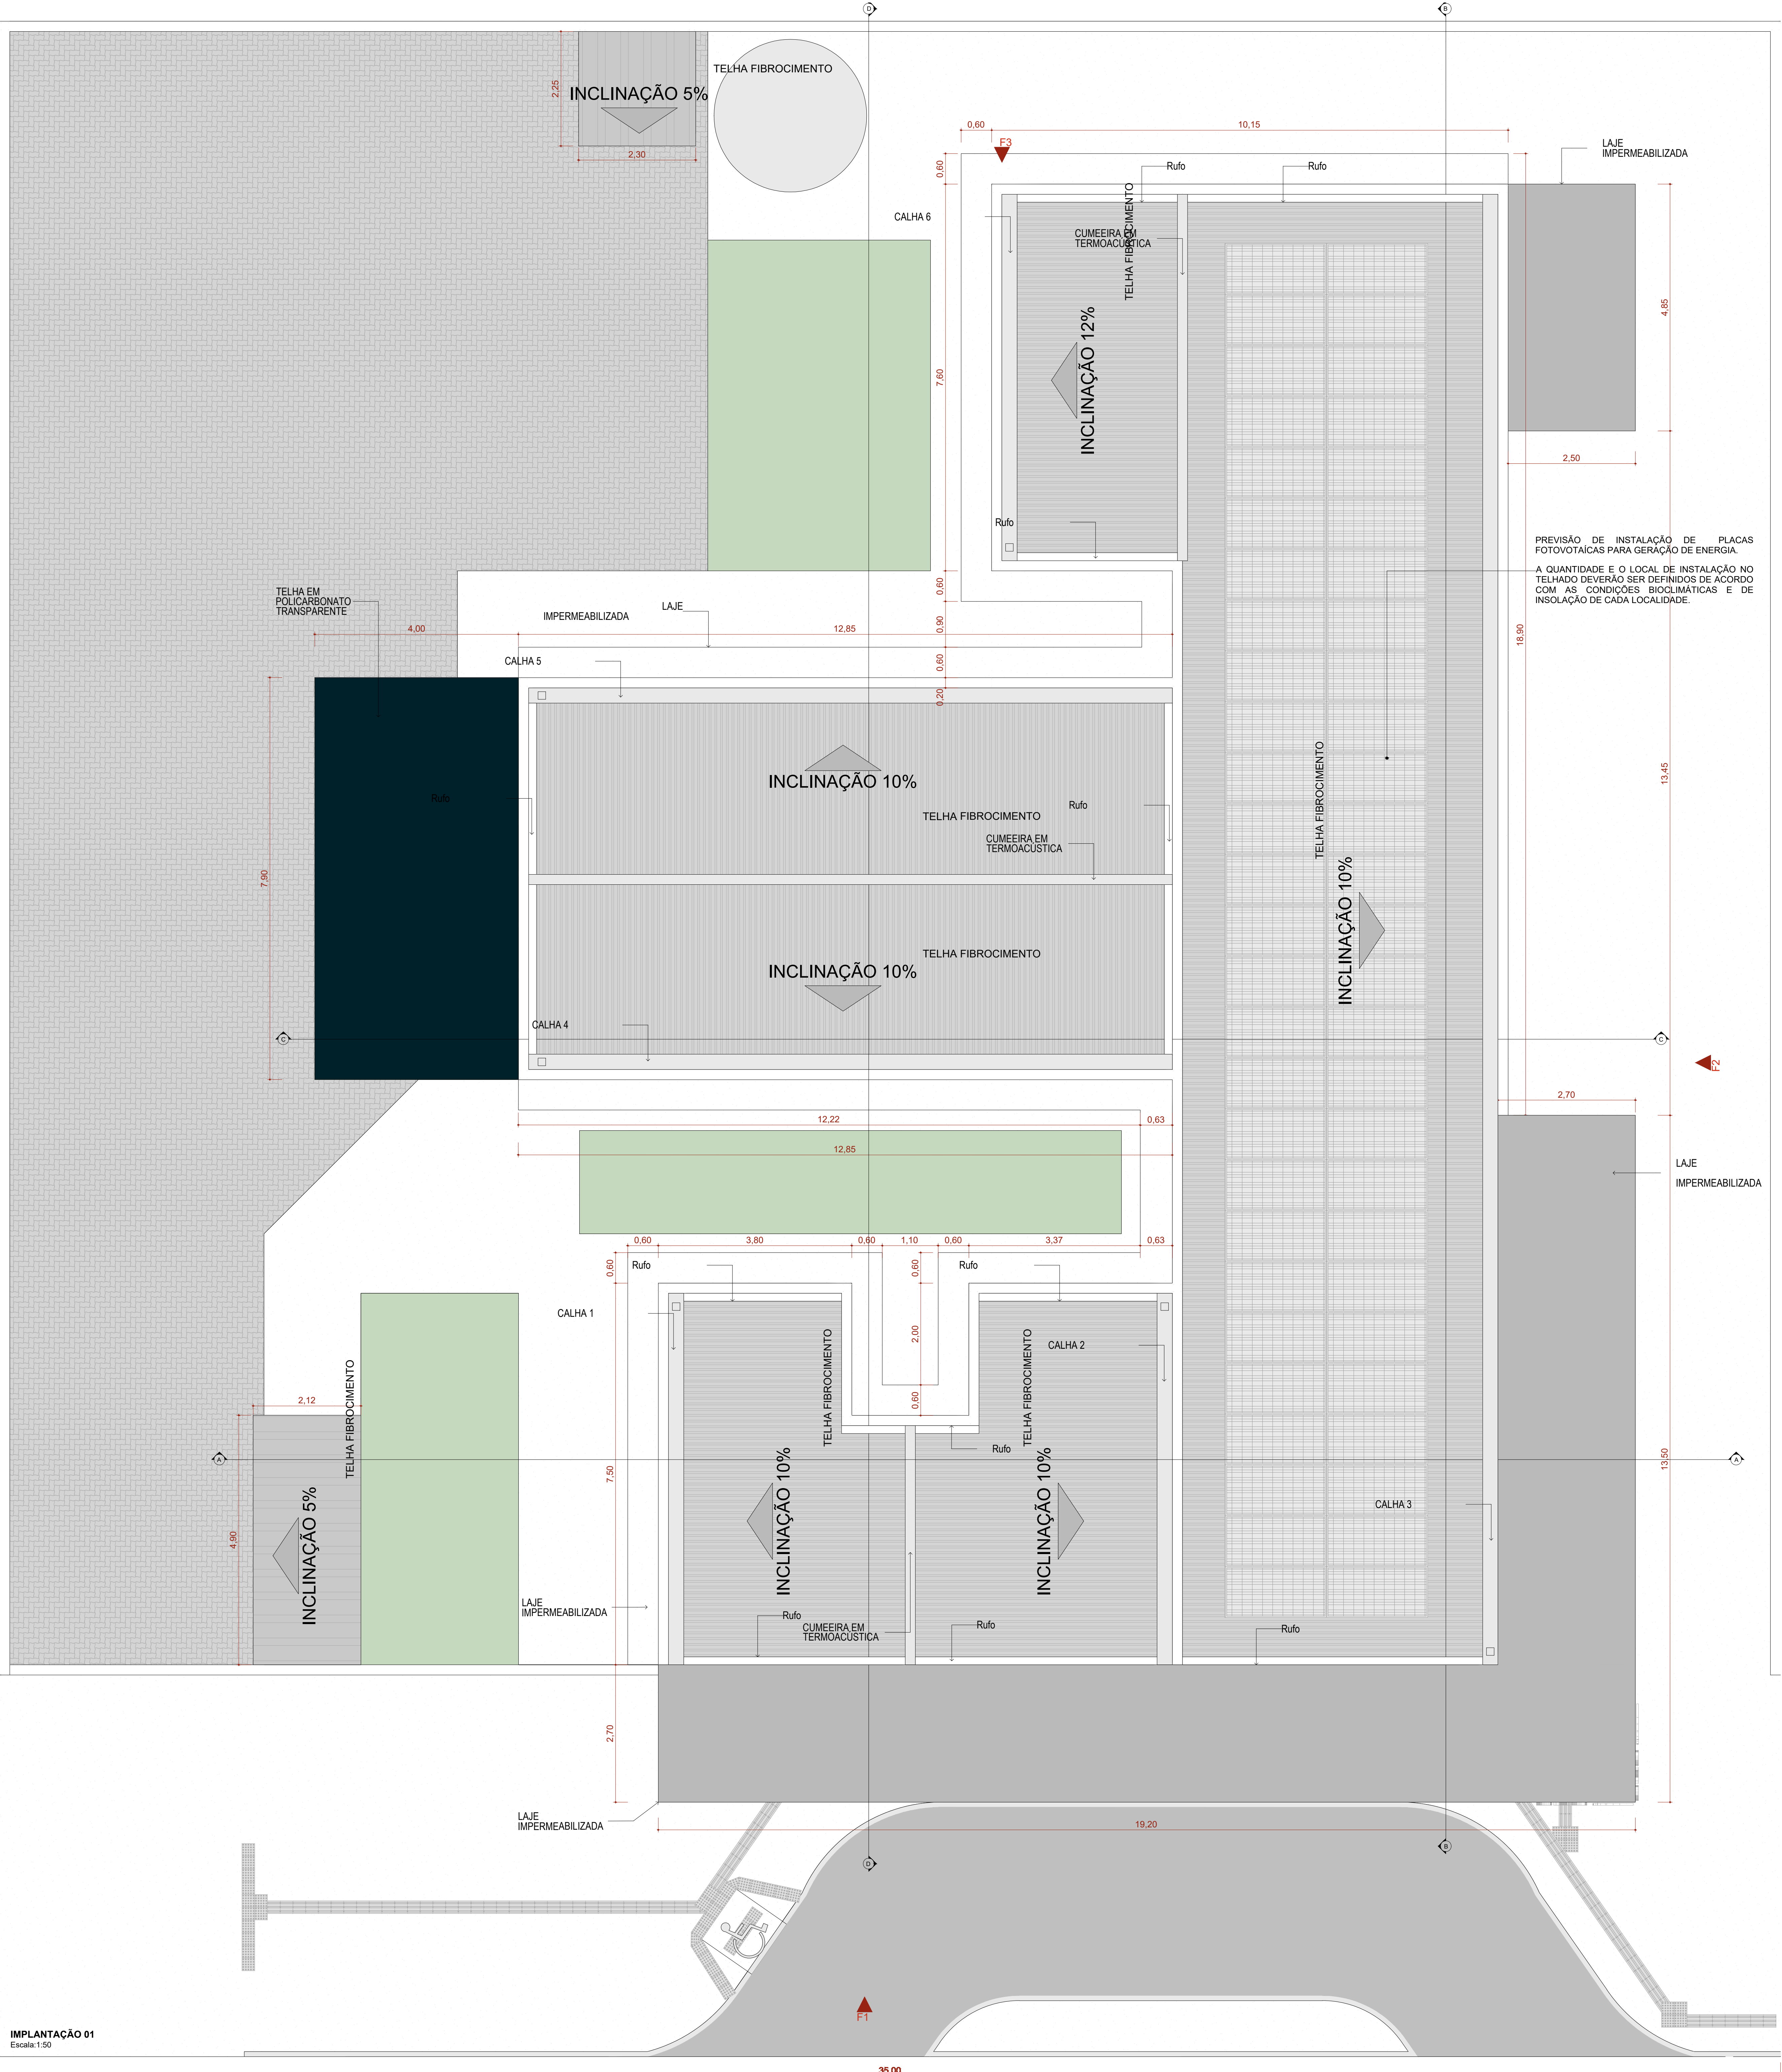 D
B
TELHA FIBROCIMENTO
INCLINAÇÃO 5%
2,25
2,30
0,60
10,15
F3
0,60
Rufo
Rufo
LAJE
IMPERMEABILIZADA
CALHA 6
CUMEEIRA EM
TERMOACÚSTICA
TELHA FIBROCIMENTO
INCLINAÇÃO 12%
7,60
4,85
2,50
Rufo
PREVISÃO DE INSTALAÇÃO DE PLACAS
FOTOVOTAÍCAS PARA GERAÇÃO DE ENERGIA.
A QUANTIDADE E O LOCAL DE INSTALAÇÃO NO
TELHADO DEVERÃO SER DEFINIDOS DE ACORDO
COM AS CONDIÇÕES BIOCLIMÁTICAS E DE
INSOLAÇÃO DE CADA LOCALIDADE.
TELHA EM
POLICARBONATO
TRANSPARENTE
LAJE
IMPERMEABILIZADA
0,60
0,90
4,00
12,85
18,90
CALHA 5
0,60
0,20
13,45
TELHA FIBROCIMENTO
INCLINAÇÃO 10%
INCLINAÇÃO 10%
Rufo
Rufo
TELHA FIBROCIMENTO
CUMEEIRA EM
TERMOACÚSTICA
7,90
TELHA FIBROCIMENTO
INCLINAÇÃO 10%
CALHA 4
C
C
F2
2,70
12,22
0,63
12,85
LAJE
IMPERMEABILIZADA
0,60
3,80
0,60
1,10
0,60
3,37
0,63
0,60
Rufo
0,60
Rufo
CALHA 1
2,00
CALHA 2
TELHA FIBROCIMENTO
TELHA FIBROCIMENTO
TELHA FIBROCIMENTO
2,12
0,60
Rufo
A
A
7,50
13,50
INCLINAÇÃO 10%
INCLINAÇÃO 10%
CALHA 3
4,90
INCLINAÇÃO 5%
LAJE
IMPERMEABILIZADA
Rufo
CUMEEIRA EM
TERMOACÚSTICA
Rufo
Rufo
2,70
LAJE
IMPERMEABILIZADA
19,20
D
B
F1
IMPLANTAÇÃO 01
Escala:1:50
35,00